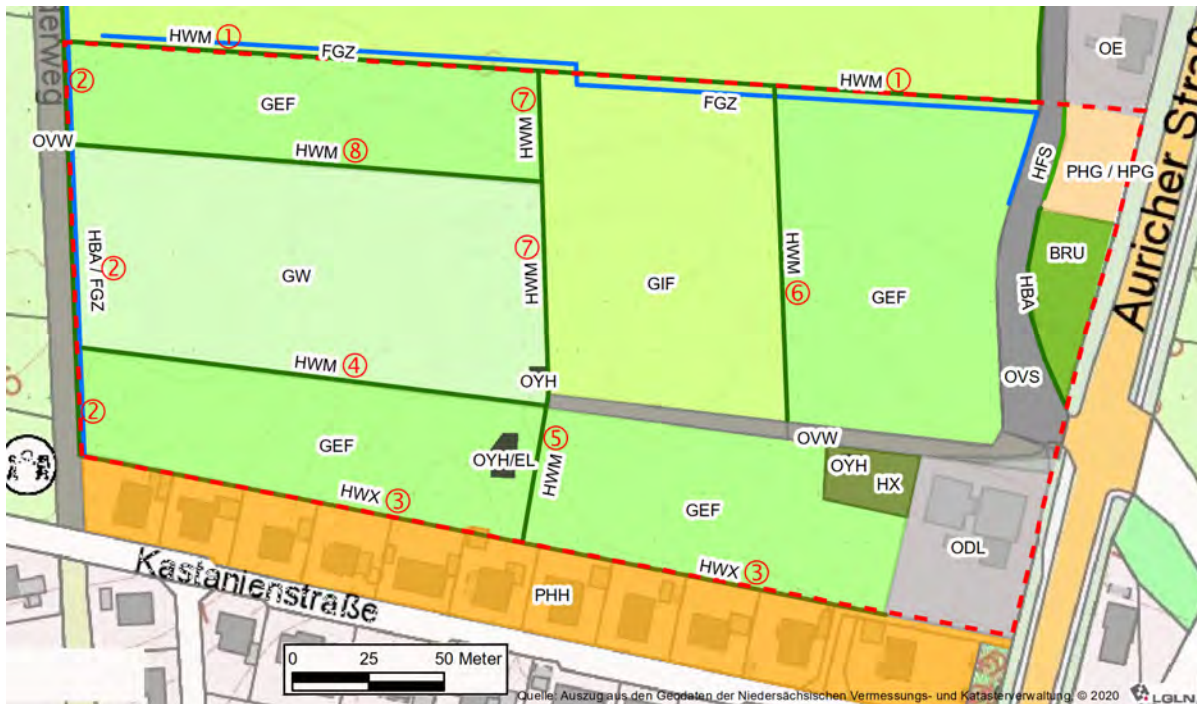 HWM ①
FGZ
HWM ①
OE
②
GEF
⑦
HWM
FGZ
OVW
HWM ⑧
HFS
PHG / HPG
HBA / FGZ
②
GW
⑦
HWM
GIF
HWM
⑥
GEF
HBA
BRU
Auricher Straß
HWM ④
OYH
OVS
②
GEF
OYH/EL
HWM
⑤
OVW
OYH
HX
GEF
ODL
HWX ③
HWX ③
PHH
Kastanienstraße
0 25 50 Meter
Quelle: Auszug aus den Geodaten der Niedersächsischen Vermessungs- und Katasterverwaltung, © 2020
LGLN